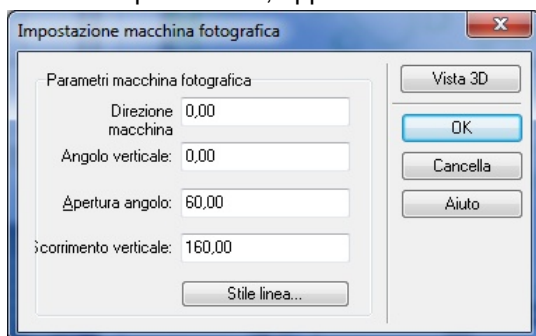 Impostazione macchina fotografica
Parametri macchina fotografica
Direzione macchina 0,00
Angolo verticale: 0,00
Apertura angolo: 60,00
Scorrimento verticale: 160,00
Stile linea...
Vista 3D
OK
Cancella
Aiuto